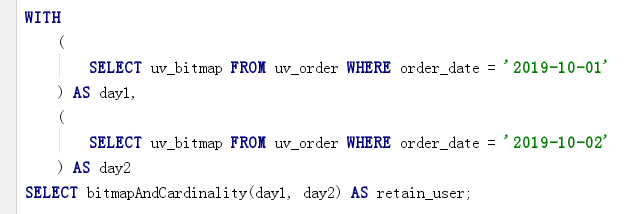 WITH
(
SELECT uv_bitmap FROM uv_order WHERE order_date = '2019-10-01'
) AS day1,
(
SELECT uv_bitmap FROM uv_order WHERE order_date = '2019-10-02'
) AS day2
SELECT bitmapAndCardinality(day1, day2) AS retain_user;